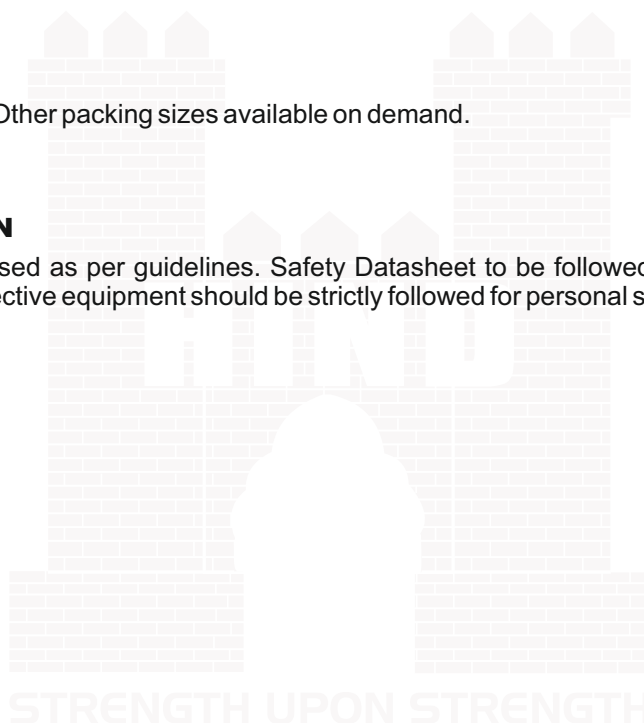 Other packing sizes available on demand.
N
sed as per guidelines. Safety Datasheet to be followed
ective equipment should be strictly followed for personal s
HIND
STRENGTH UPON STRENGTH